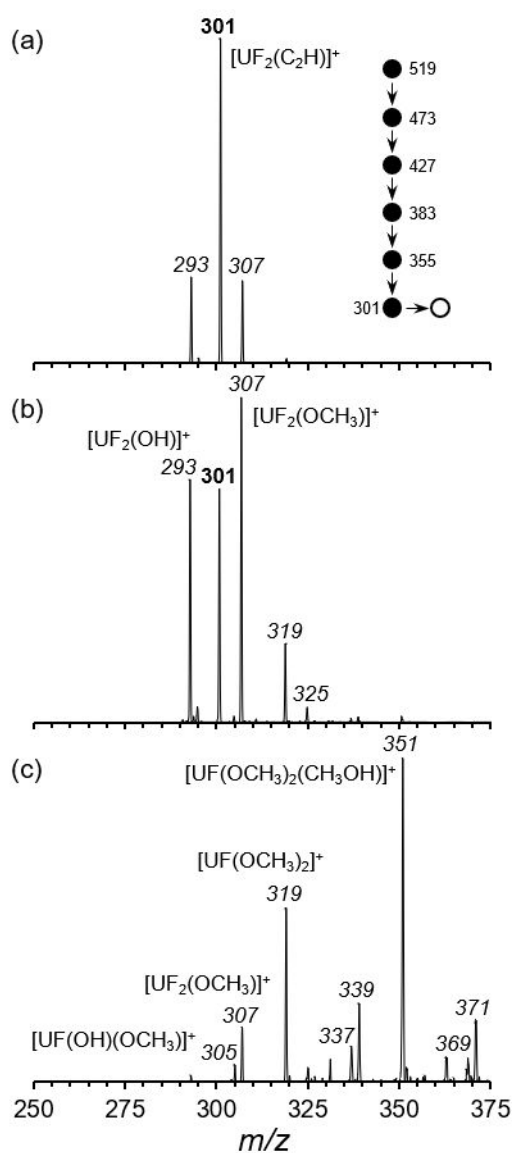 (a)
301
[UF₂(C₂H)]⁺
519
473
427
383
355
301
293
307
(b)
307
[UF₂(OCH₃)]⁺
[UF₂(OH)]⁺
293
301
319
325
(c)
351
[UF(OCH₃)₂(CH₃OH)]⁺
[UF(OCH₃)₂]⁺
319
[UF₂(OCH₃)]⁺
307
339
371
[UF(OH)(OCH₃)]⁺
305
337
369
250 275 300 325 350 375
m/z